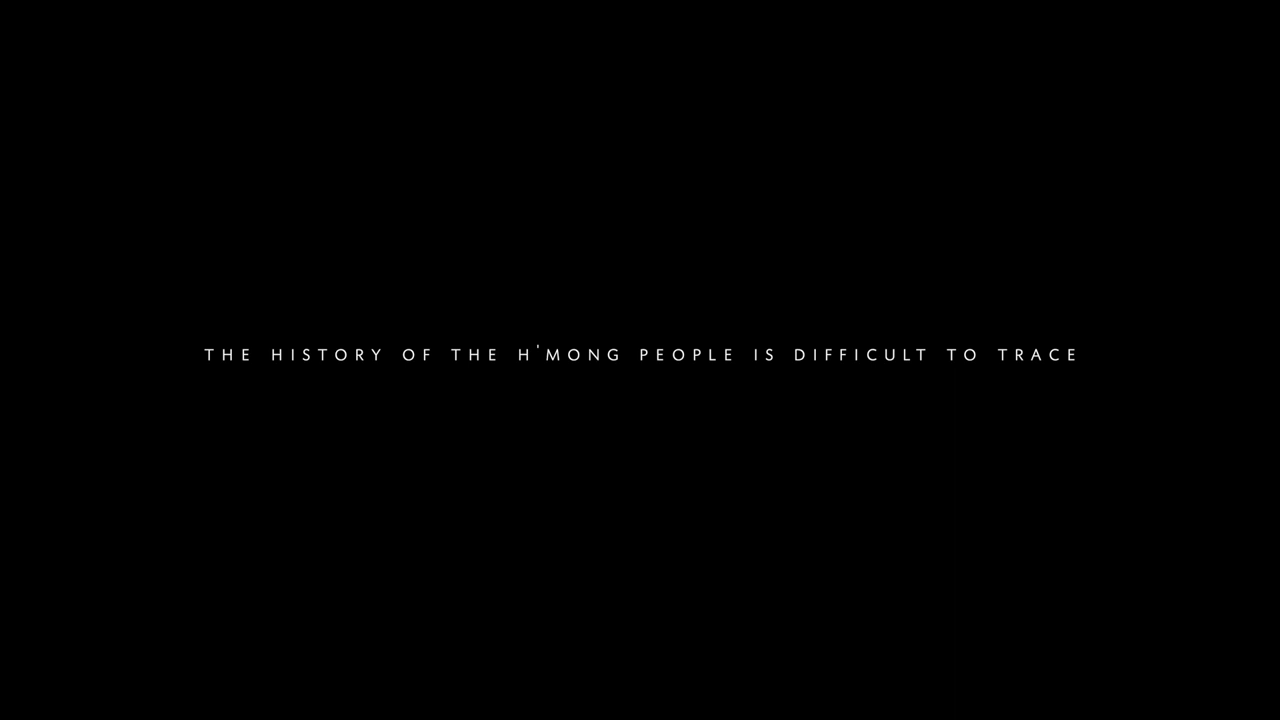 THE HISTORY OF THE H'MONG PEOPLE IS DIFFICULT TO TRACE